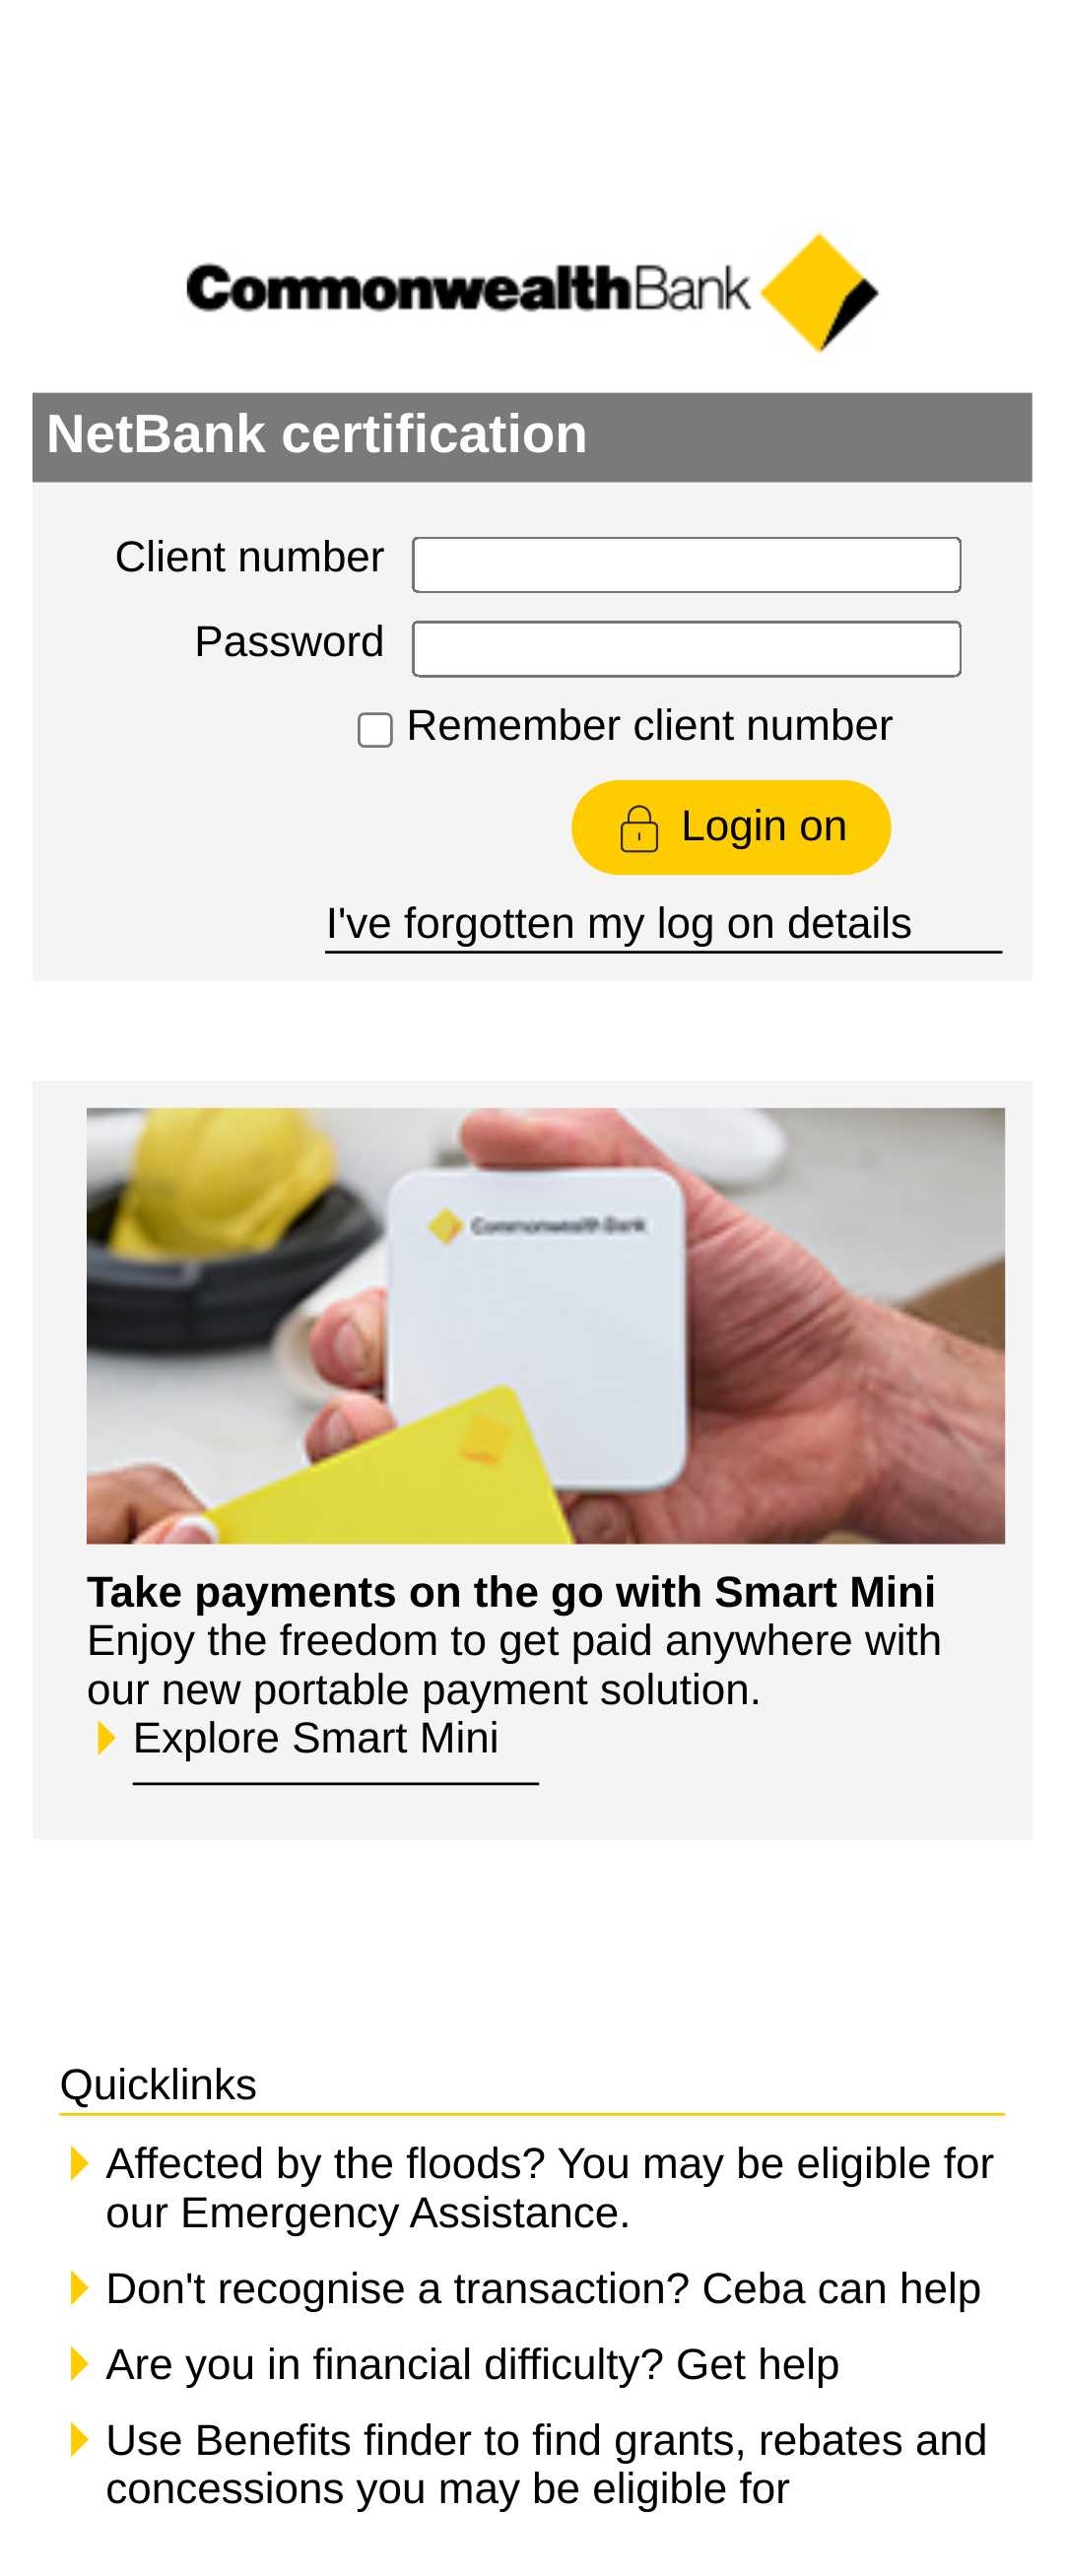 CommonwealthBank
NetBank certification
Client number
Password
Remember client number
Login on
I've forgotten my log on details
Commonwealth Bank
Take payments on the go with Smart Mini
Enjoy the freedom to get paid anywhere with
our new portable payment solution.
Explore Smart Mini
Quicklinks
Affected by the floods? You may be eligible for
our Emergency Assistance.
Don't recognise a transaction? Ceba can help
Are you in financial difficulty? Get help
Use Benefits finder to find grants, rebates and
concessions you may be eligible for